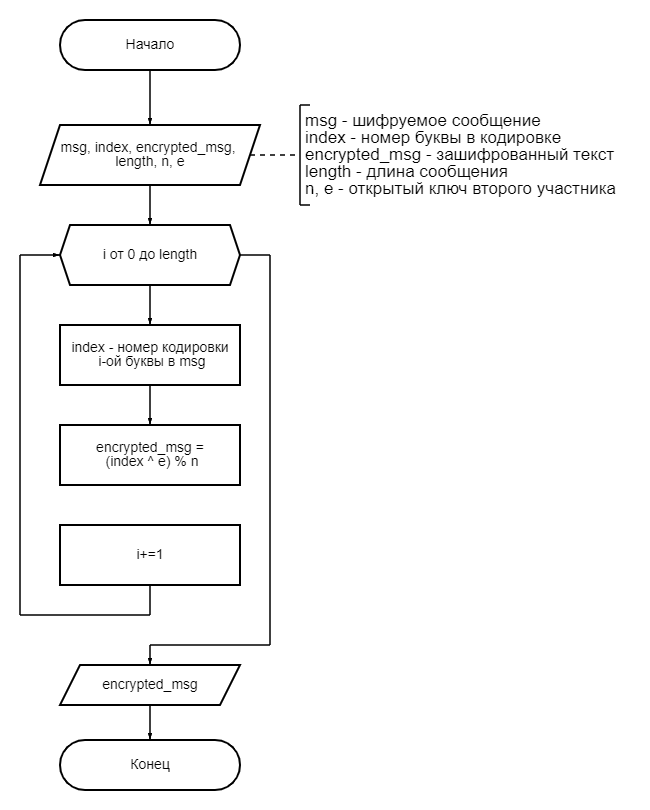 Начало
msg, index, encrypted_msg,
length, n, e
msg - шифруемое сообщение
index - номер буквы в кодировке
encrypted_msg - зашифрованный текст
length - длина сообщения
n, e - открытый ключ второго участника
i от 0 до length
index - номер кодировки
i-ой буквы в msg
encrypted_msg =
(index ^ e) % n
i+=1
encrypted_msg
Конец